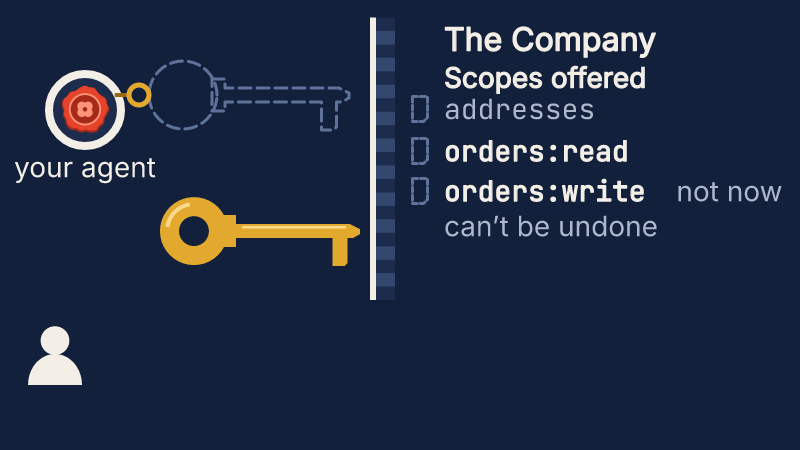 The Company
Scopes offered
addresses
your agent
orders:read
orders:write not now
can't be undone